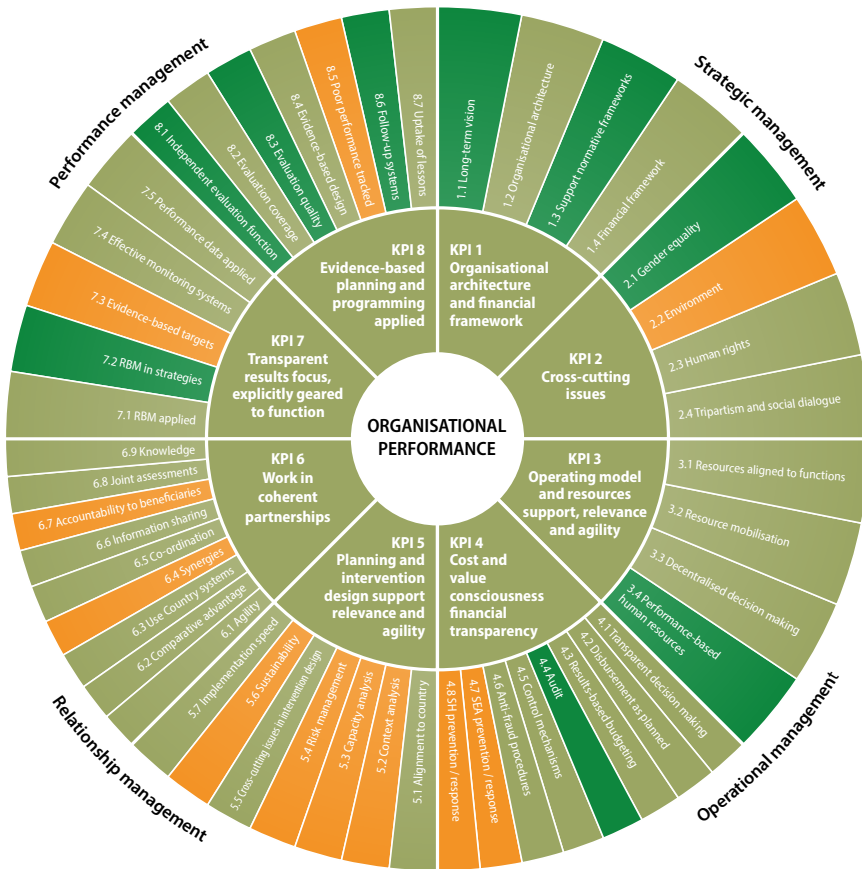 Performance management
Strategic management
Operational management
Relationship management
ORGANISATIONAL
PERFORMANCE
KPI 1
Organisational
architecture
and financial
framework
1.1 Long-term vision
1.2 Organisational architecture
1.3 Support normative frameworks
1.4 Financial framework
KPI 2
Cross-cutting
issues
2.1 Gender equality
2.2 Environment
2.3 Human rights
2.4 Tripartism and social dialogue
KPI 3
Operating model
and resources
support, relevance
and agility
3.1 Resources aligned to functions
3.2 Resource mobilisation
3.3 Decentralised decision making
3.4 Performance-based
human resources
KPI 4
Cost and
value
consciousness
financial
transparency
4.1 Transparent decision making
4.2 Disbursement as planned
4.3 Results-based budgeting
4.4 Audit
4.5 Control mechanisms
4.6 Anti-fraud procedures
4.7 SEA prevention / response
4.8 SH prevention / response
KPI 5
Planning and
intervention
design support
relevance and
agility
5.1 Alignment to country
5.2 Context analysis
5.3 Capacity analysis
5.4 Risk management
5.5 Cross-cutting issues in intervention design
5.6 Sustainability
5.7 Implementation speed
KPI 6
Work in
coherent
partnerships
6.1 Agility
6.2 Comparative advantage
6.3 Use Country systems
6.4 Synergies
6.5 Co-ordination
6.6 Information sharing
6.7 Accountability to beneficiaries
6.8 Joint assessments
6.9 Knowledge
KPI 7
Transparent
results focus,
explicitly geared
to function
7.1 RBM applied
7.2 RBM in strategies
7.3 Evidence-based targets
7.4 Effective monitoring systems
7.5 Performance data applied
KPI 8
Evidence-based
planning and
programming
applied
8.1 Independent evaluation function
8.2 Evaluation coverage
8.3 Evaluation quality
8.4 Evidence-based design
8.5 Poor performance tracked
8.6 Follow-up systems
8.7 Uptake of lessons